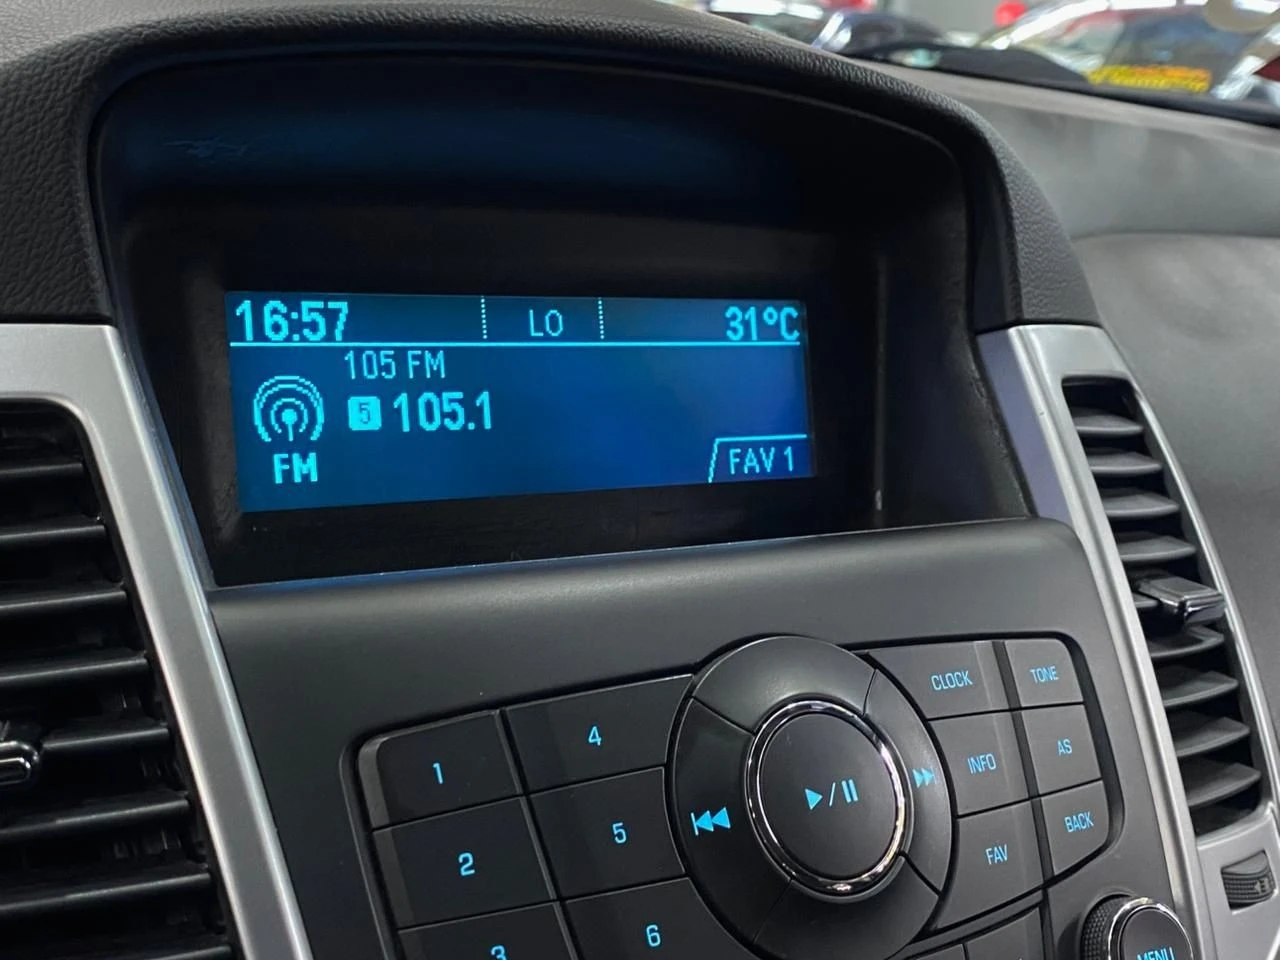 16:57 LO 31°C
105 FM
5 105.1
FM
FAV 1
CLOCK TONE
1 4 INFO AS
2 5 FAV BACK
3 6 MENU